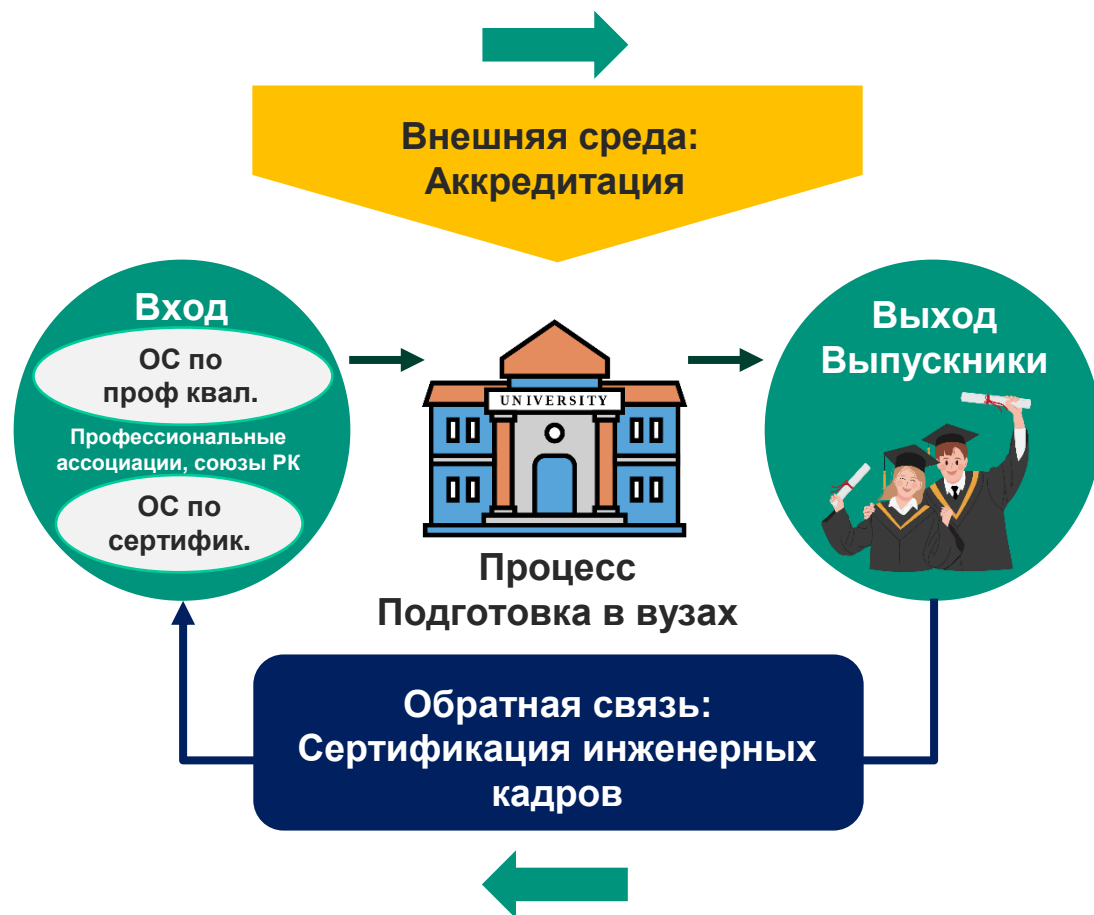 Внешняя среда:
Аккредитация
Вход
ОС по
проф квал.
Профессиональные
ассоциации, союзы РК
ОС по
сертифик.
UNIVERSITY
Процесс
Подготовка в вузах
Выход
Выпускники
Обратная связь:
Сертификация инженерных
кадров